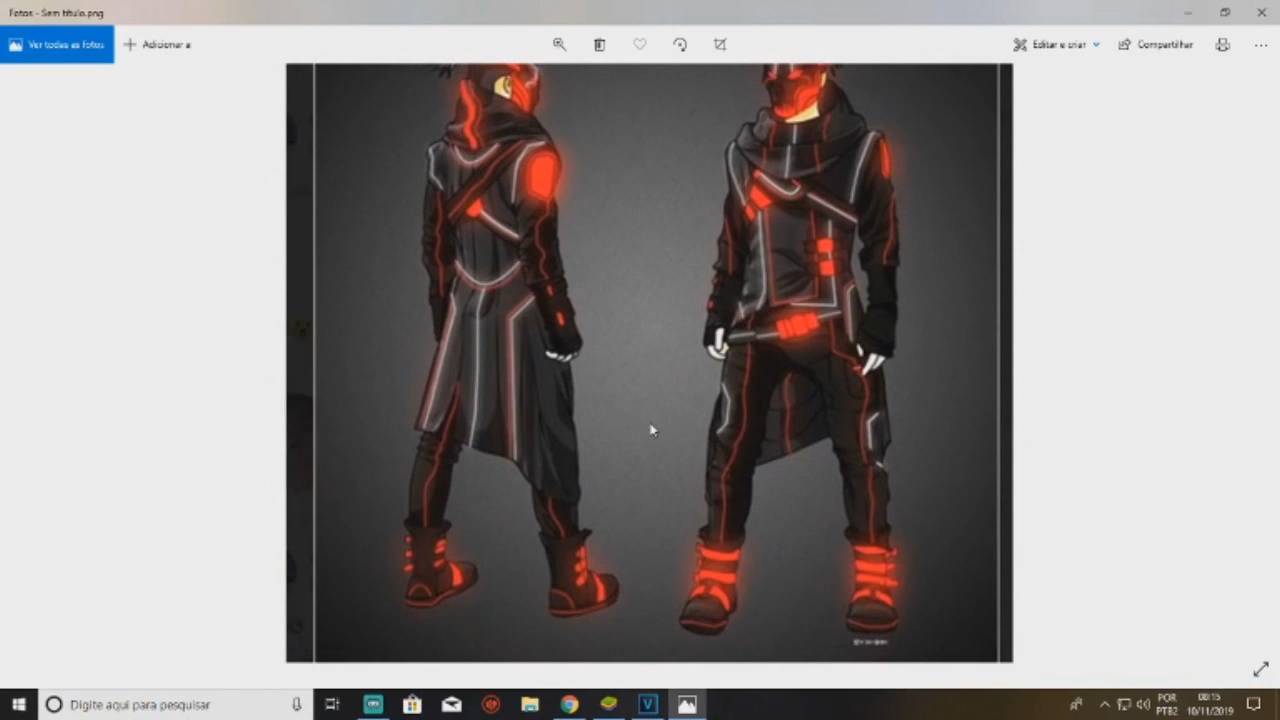 Fotos - Sem título.png
Ver todas as fotos
Adicionar a
Editar e criar
Compartilhar
Digite aqui para pesquisar
POR
PTB2
08:15
10/11/2019